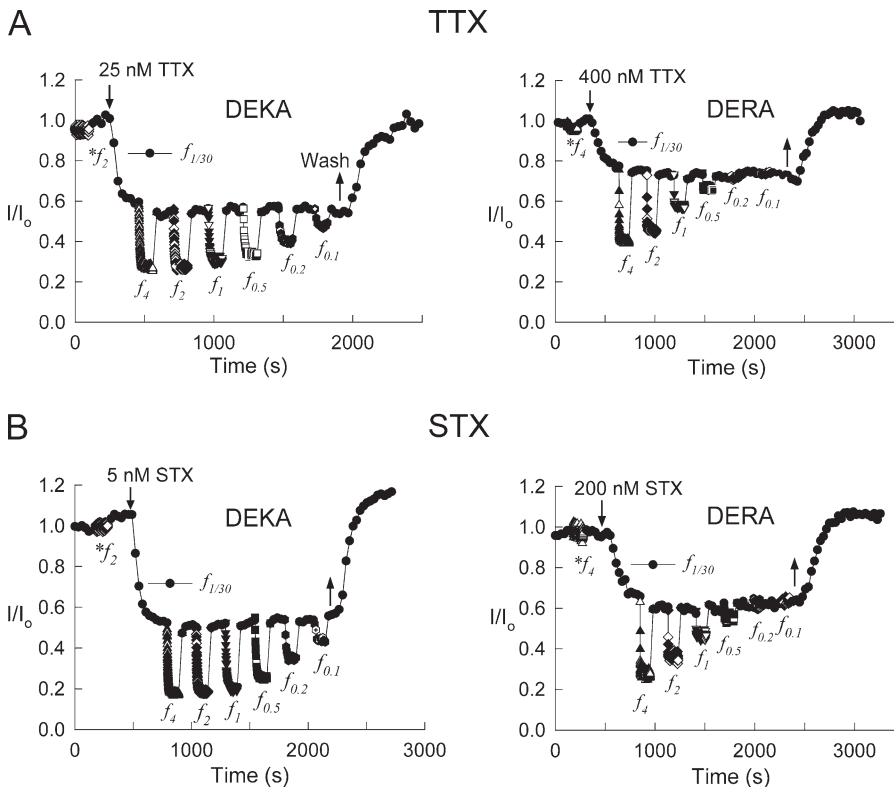 A
TTX
25 nM TTX
DEKA
1.2
1.0
0.8
0.6
0.4
0.2
0.0
I/Io
*f2
f1/30
Wash
f4
f2
f1
f0.5
f0.2
f0.1
0
1000
2000
Time (s)
400 nM TTX
DERA
1.2
1.0
0.8
0.6
0.4
0.2
0.0
I/Io
*f4
f1/30
f4
f2
f1
f0.5
f0.2
f0.1
0
1000
2000
3000
Time (s)
B
STX
5 nM STX
DEKA
1.2
1.0
0.8
0.6
0.4
0.2
0.0
I/Io
*f2
f1/30
f4
f2
f1
f0.5
f0.2
f0.1
0
1000
2000
3000
Time (s)
200 nM STX
DERA
1.2
1.0
0.8
0.6
0.4
0.2
0.0
I/Io
*f4
f1/30
f4
f2
f1
f0.5
f0.2
f0.1
0
1000
2000
3000
Time (s)